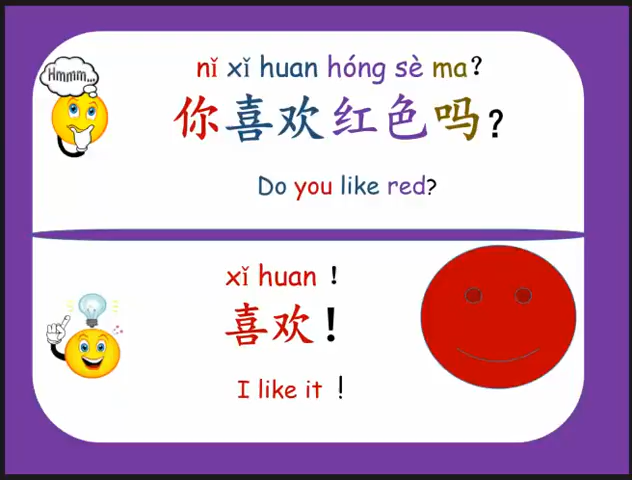 Hmmm...
nǐ xǐ huan hóng sè ma?
你喜欢红色吗?
Do you like red?
xǐ huan !
喜欢!
I like it !